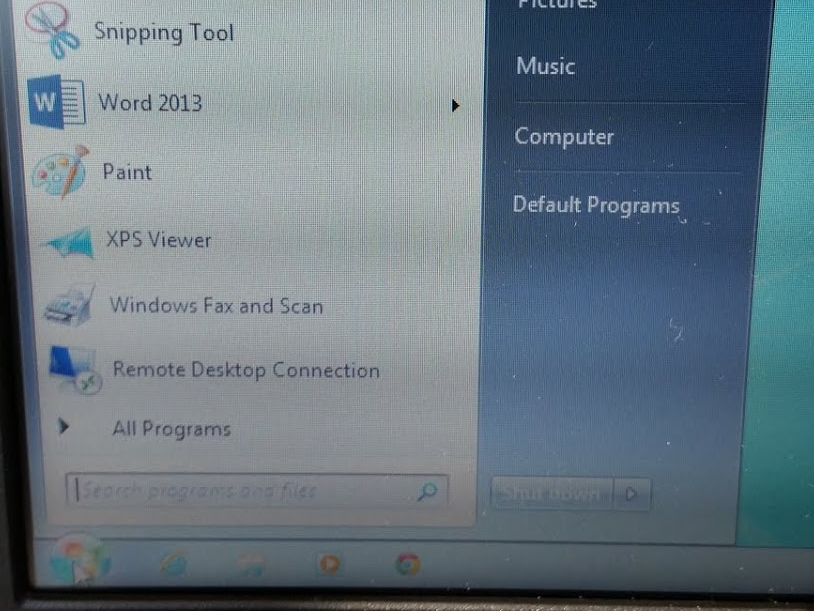 Snipping Tool
W Word 2013
Paint
XPS Viewer
Windows Fax and Scan
Remote Desktop Connection
All Programs
Search programs and files
Pictures
Music
Computer
Default Programs
Shut down